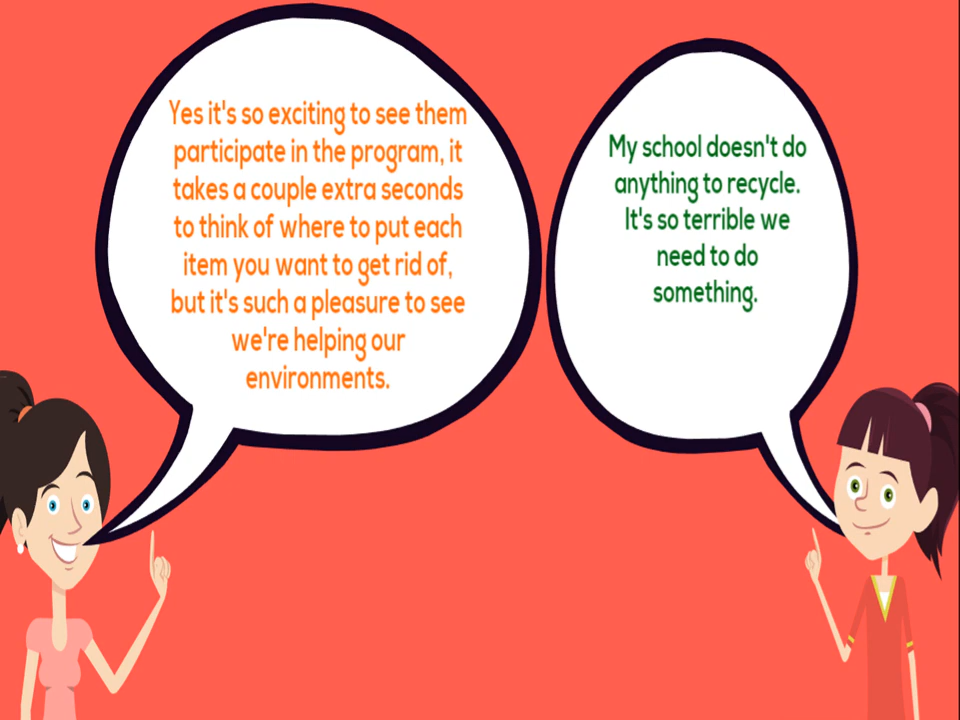 Yes it's so exciting to see them
participate in the program, it
takes a couple extra seconds
to think of where to put each
item you want to get rid of,
but it's such a pleasure to see
we're helping our
environments.
My school doesn't do
anything to recycle.
It's so terrible we
need to do
something.